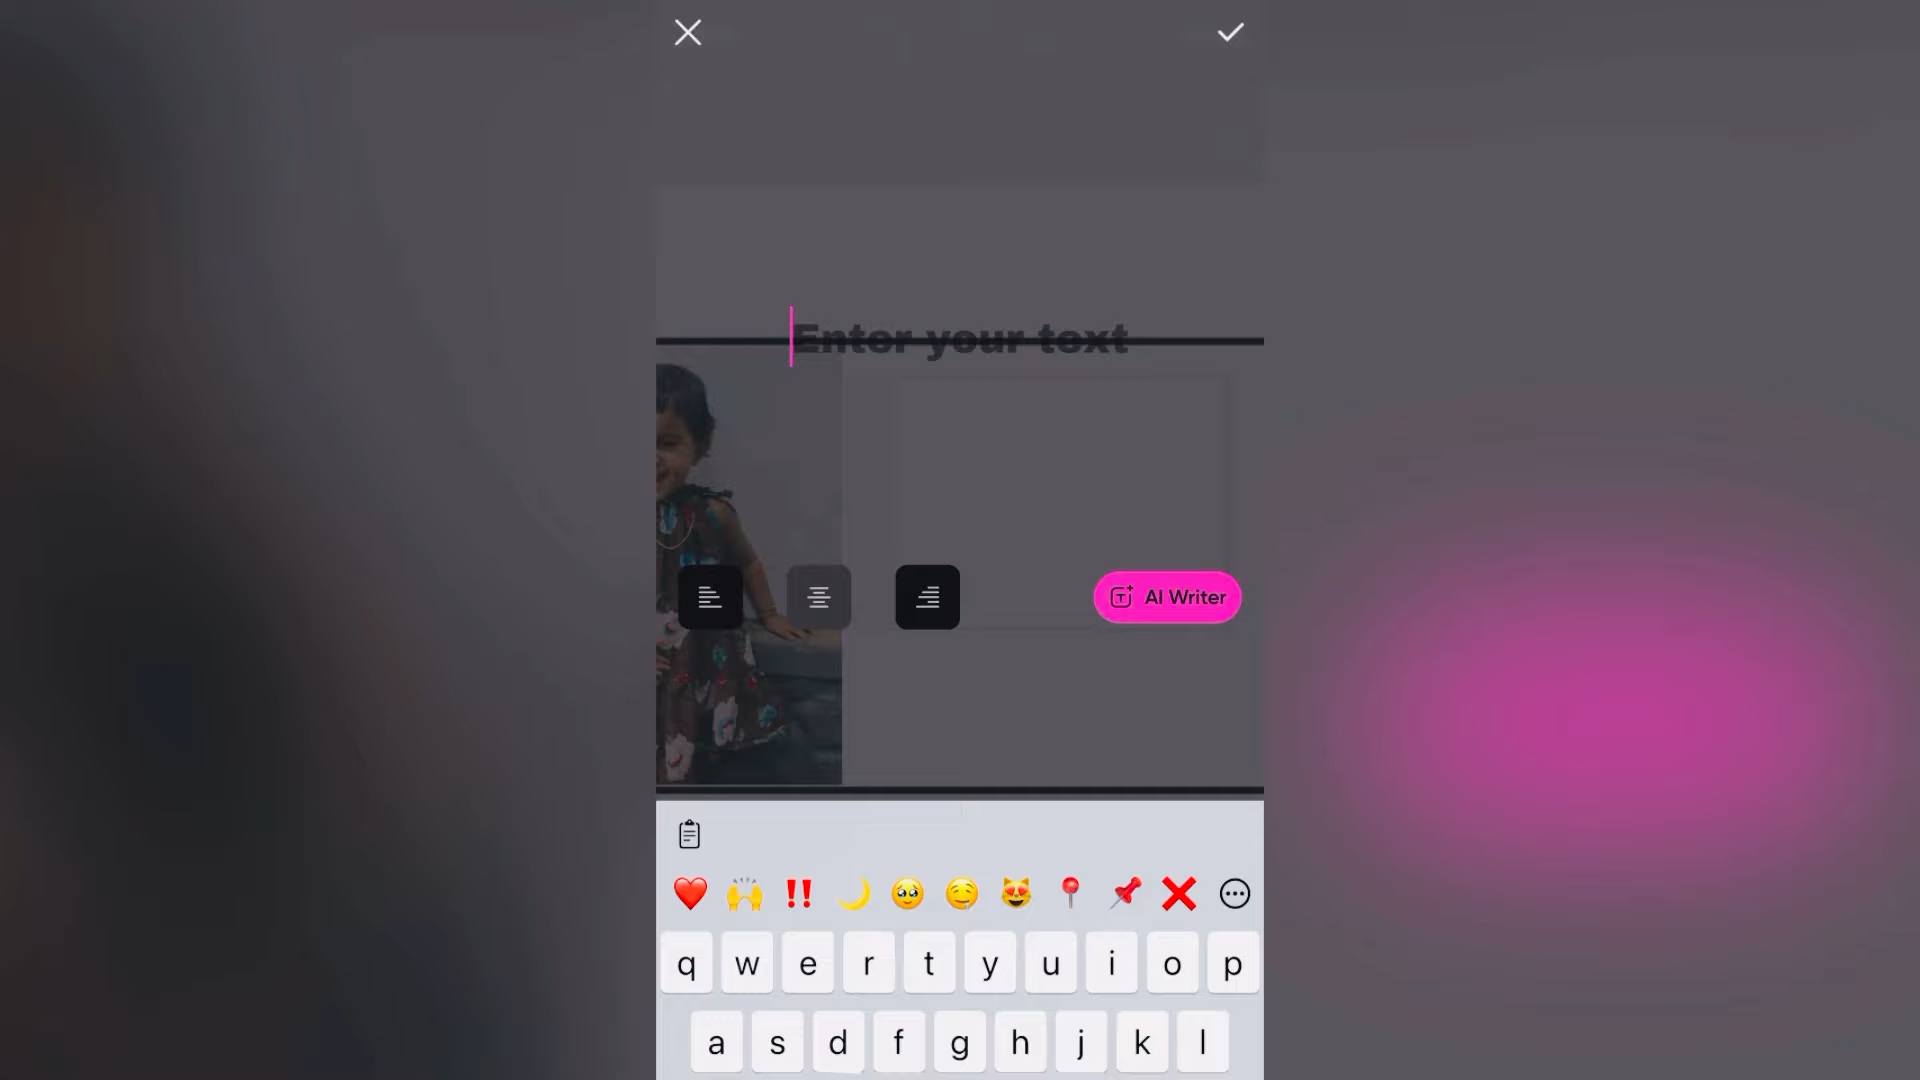 Enter your text
AI Writer
q w e r t y u i o p
a s d f g h j k l